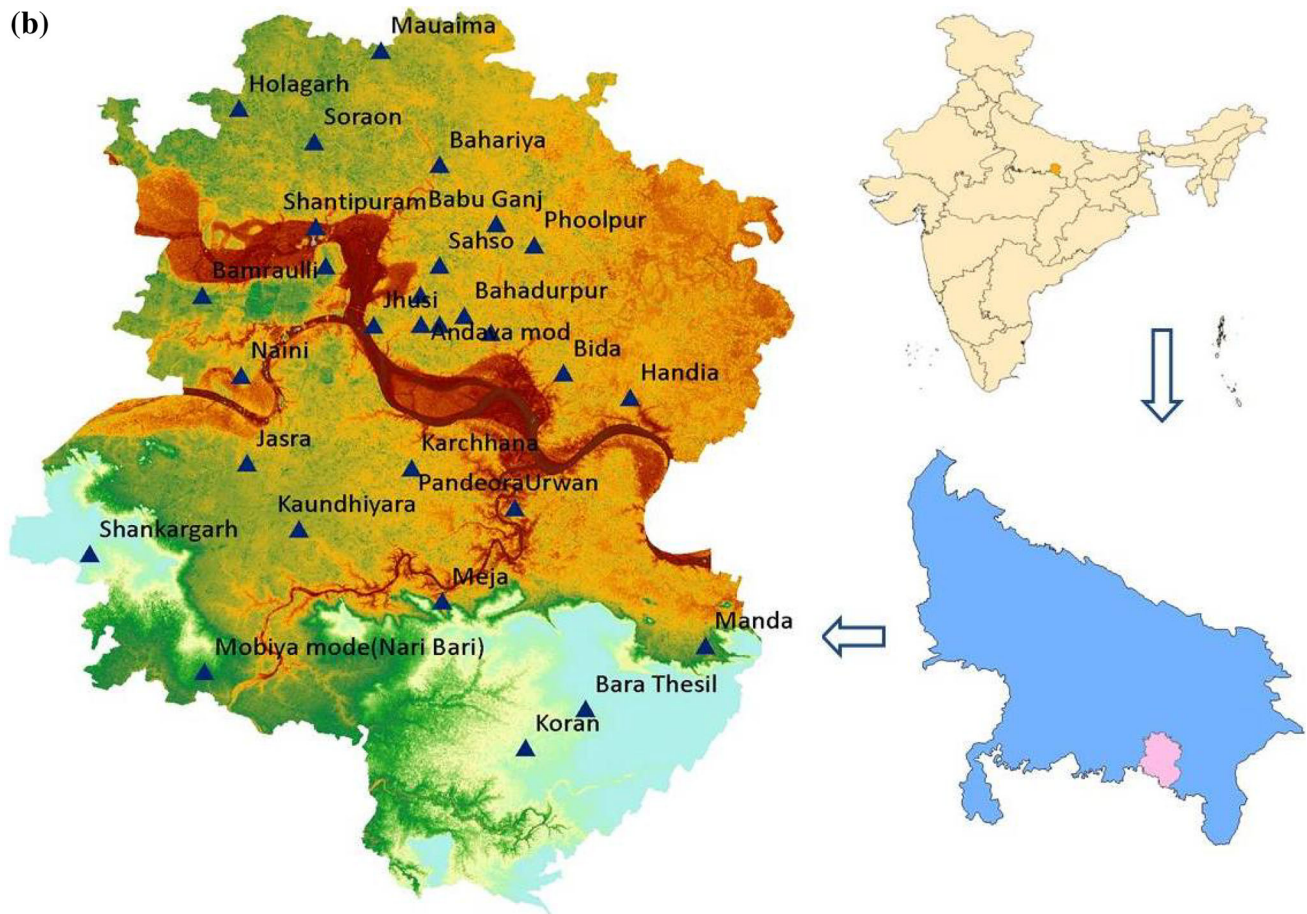 (b)
Mauaima
Holagarh
Soraon
Bahariya
Shantipuram
Babu Ganj
Phoolpur
Sahso
Bamraulli
Jhusi
Bahadurpur
Andava mod
Naini
Bida
Handia
Jasra
Karchhana
PandeoraUrwan
Kaundhiyara
Shankargarh
Meja
Manda
Mobiya mode(Nari Bari)
Bara Thesil
Koran